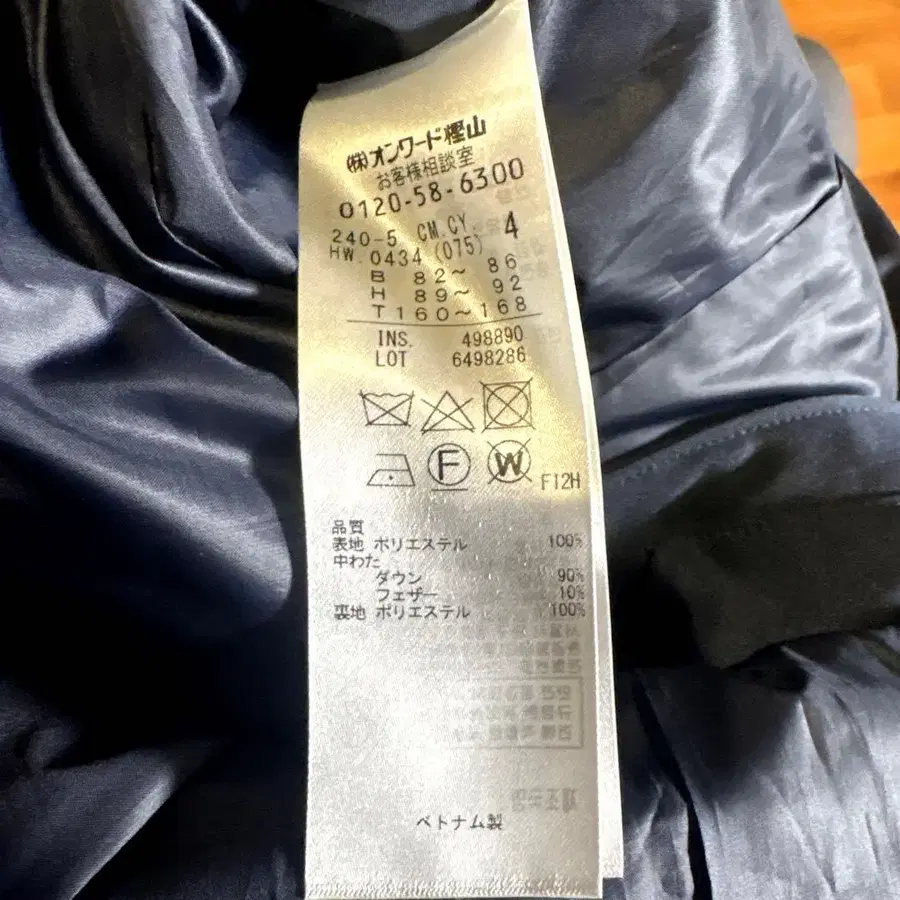 ㈱オンワード樫山
お客様相談室
0120-58-6300
240-5 CM.CY 4
HW.0434 (075)
B 82～86
H 89～92
T160～168
INS. 498890
LOT 6498286
F W F12H
品質
表地 ポリエステル 100%
中わた
ダウン 90%
フェザー 10%
裏地 ポリエステル 100%
ベトナム製